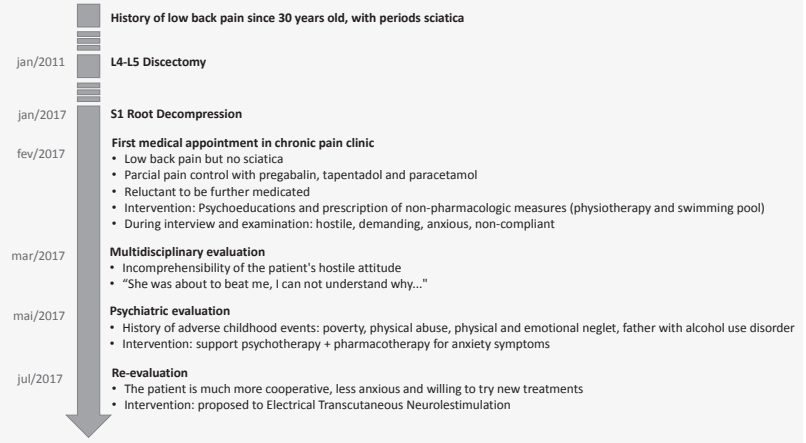 History of low back pain since 30 years old, with periods sciatica
jan/2011 L4-L5 Discectomy
jan/2017 S1 Root Decompression
fev/2017 First medical appointment in chronic pain clinic
• Low back pain but no sciatica
• Parcial pain control with pregabalin, tapentadol and paracetamol
• Reluctant to be further medicated
• Intervention: Psychoeducations and prescription of non-pharmacologic measures (physiotherapy and swimming pool)
• During interview and examination: hostile, demanding, anxious, non-compliant
mar/2017 Multidisciplinary evaluation
• Incomprehensibility of the patient's hostile attitude
• “She was about to beat me, I can not understand why..."
mai/2017 Psychiatric evaluation
• History of adverse childhood events: poverty, physical abuse, physical and emotional neglet, father with alcohol use disorder
• Intervention: support psychotherapy + pharmacotherapy for anxiety symptoms
jul/2017 Re-evaluation
• The patient is much more cooperative, less anxious and willing to try new treatments
• Intervention: proposed to Electrical Transcutaneous Neurolestimulation